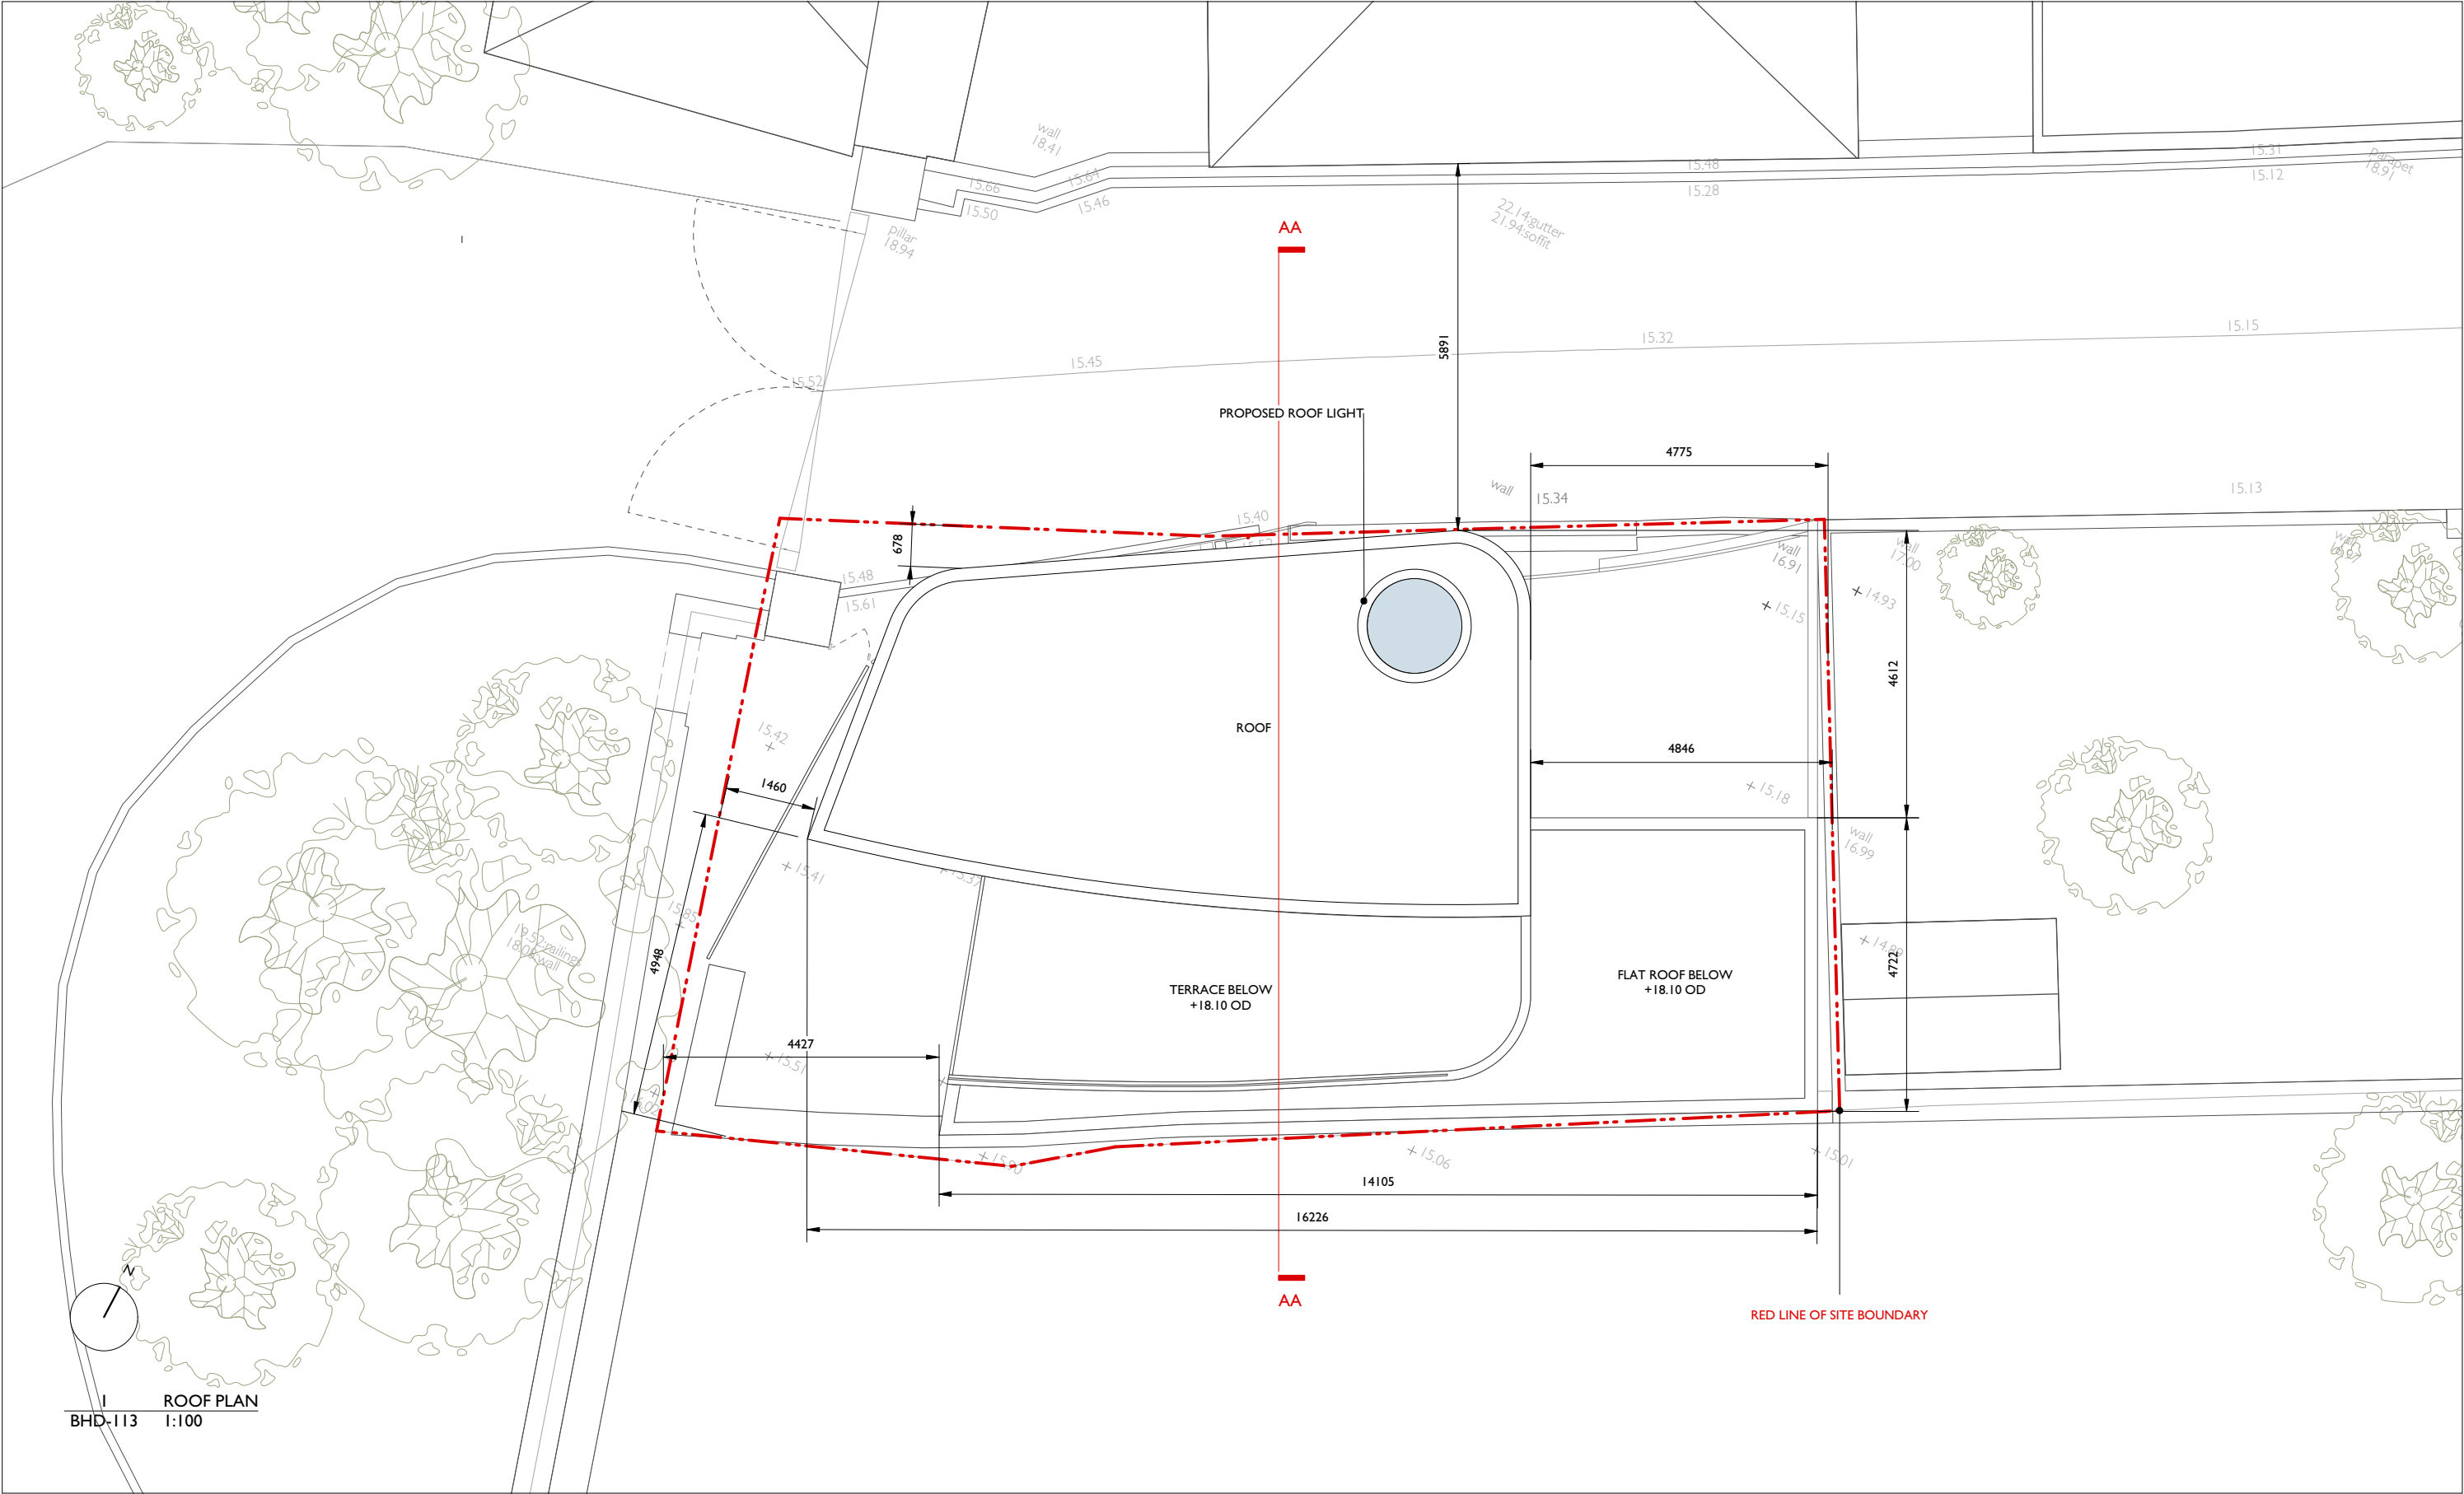 wall
18.41
15.66
15.64
15.50
15.46
pillar
18.94
AA
22.14:gutter
21.94:soffit
15.48
15.28
15.31
15.12
Parapet
18.91
15.52
15.45
15.32
15.15
5891
PROPOSED ROOF LIGHT
4775
wall
15.34
15.13
15.40
678
15.48
15.61
wall
16.91
wall
17.00
+ 15.15
+ 14.93
4612
15.42
ROOF
4846
1460
+ 15.18
wall
16.99
+ 15.41
15.37
15.85
19.52:railings
wall
4948
TERRACE BELOW
+18.10 OD
FLAT ROOF BELOW
+18.10 OD
4722
4427
+ 15.51
+ 15.06
+ 15.01
14105
16226
AA
RED LINE OF SITE BOUNDARY
N
1 ROOF PLAN
BHD-113 1:100